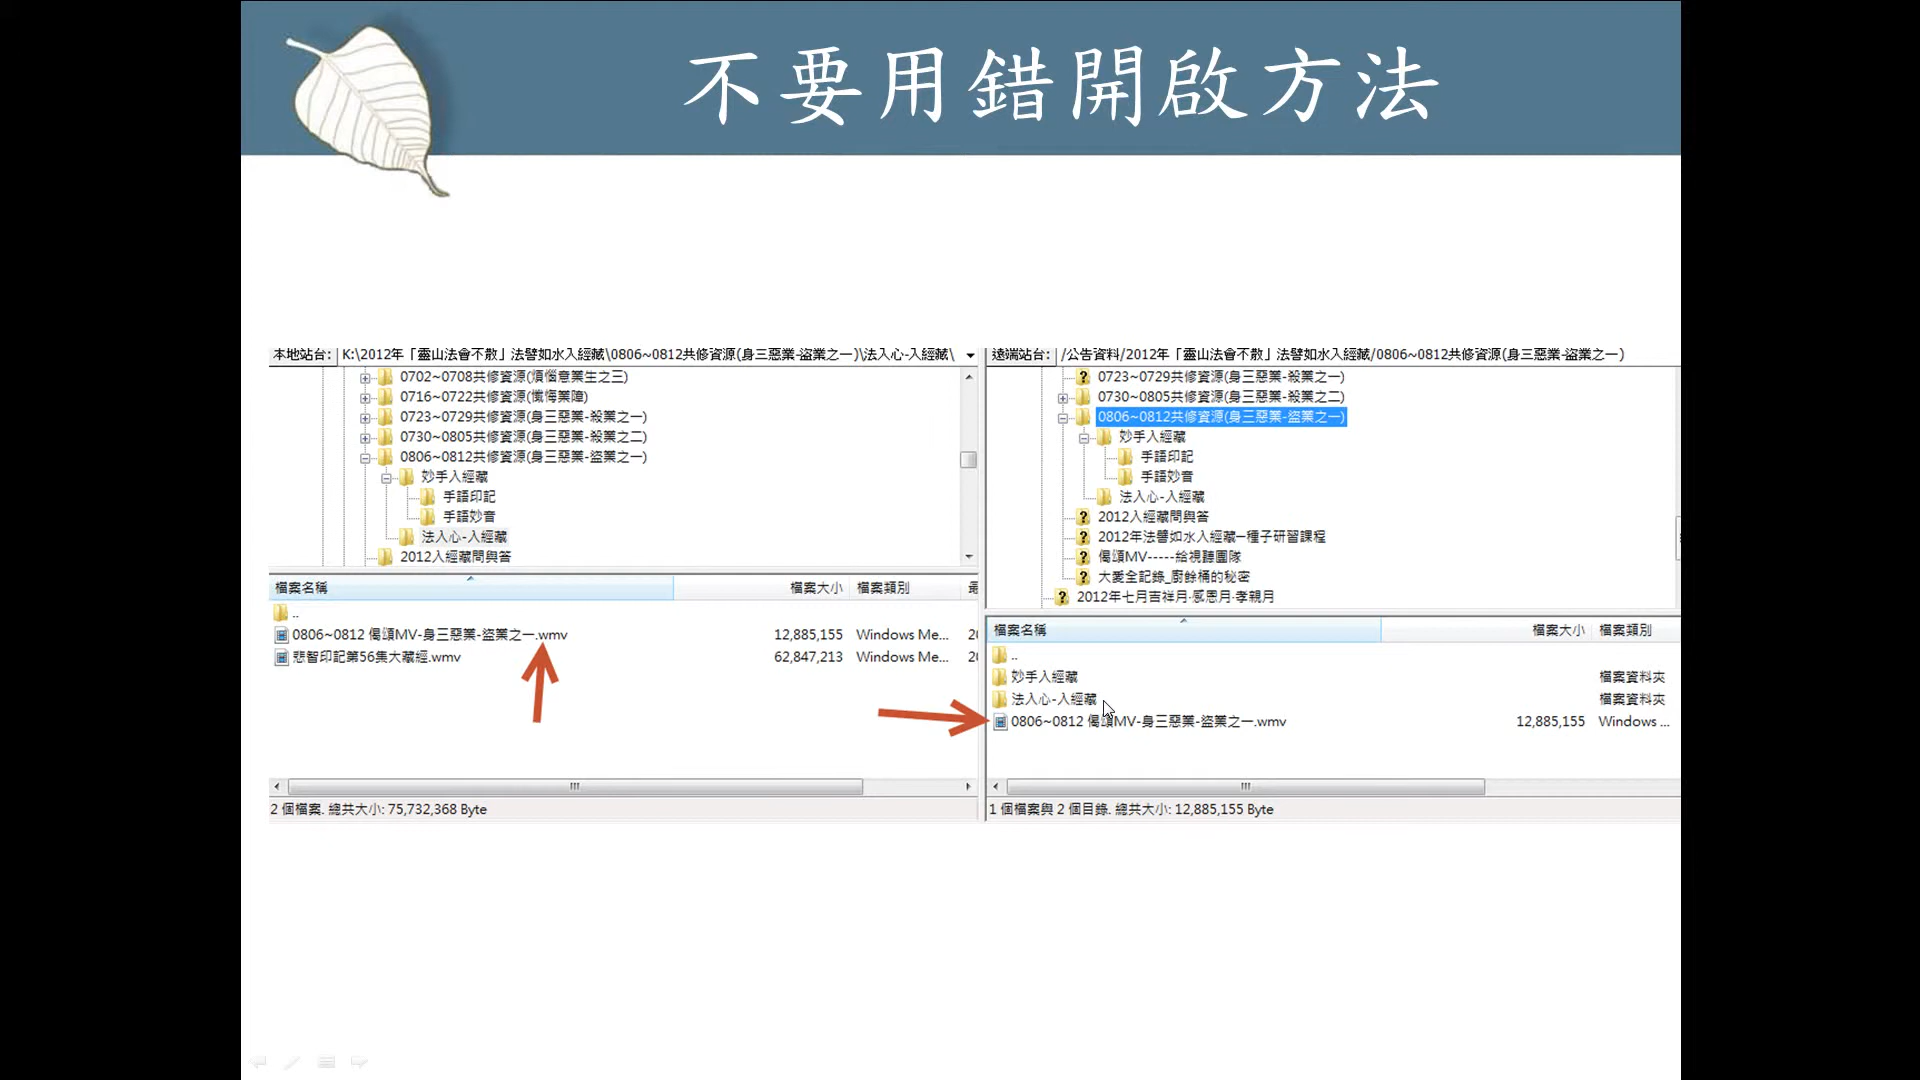 不要用錯開啟方法
本地站台: K:\2012年「靈山法會不散」法譬如水入經藏\0806~0812共修資源(身三惡業-盜業之一)\法入心-入經藏\
0702~0708共修資源(煩惱意業生之三)
0716~0722共修資源(懺悔業障)
0723~0729共修資源(身三惡業-殺業之一)
0730~0805共修資源(身三惡業-殺業之二)
0806~0812共修資源(身三惡業-盜業之一)
妙手入經藏
手語印記
手語妙音
法入心-入經藏
2012入經藏問與答
檔案名稱 檔案大小 檔案類別
..
0806~0812 偈頌MV-身三惡業-盜業之一.wmv 12,885,155 Windows Me... 20
悲智印記第56集大藏經.wmv 62,847,213 Windows Me... 20
2 個檔案. 總共大小: 75,732,368 Byte
遠端站台: /公告資料/2012年「靈山法會不散」法譬如水入經藏/0806~0812共修資源(身三惡業-盜業之一)
0723~0729共修資源(身三惡業-殺業之一)
0730~0805共修資源(身三惡業-殺業之二)
0806~0812共修資源(身三惡業-盜業之一)
妙手入經藏
手語印記
手語妙音
法入心-入經藏
2012入經藏問與答
2012年法譬如水入經藏─種子研習課程
偈頌MV-----給視聽團隊
大愛全記錄_廚餘桶的秘密
2012年七月吉祥月‧感恩月‧孝親月
檔案名稱 檔案大小 檔案類別
..
妙手入經藏 檔案資料夾
法入心-入經藏 檔案資料夾
0806~0812 偈頌MV-身三惡業-盜業之一.wmv 12,885,155 Windows ...
1 個檔案與 2 個目錄. 總共大小: 12,885,155 Byte